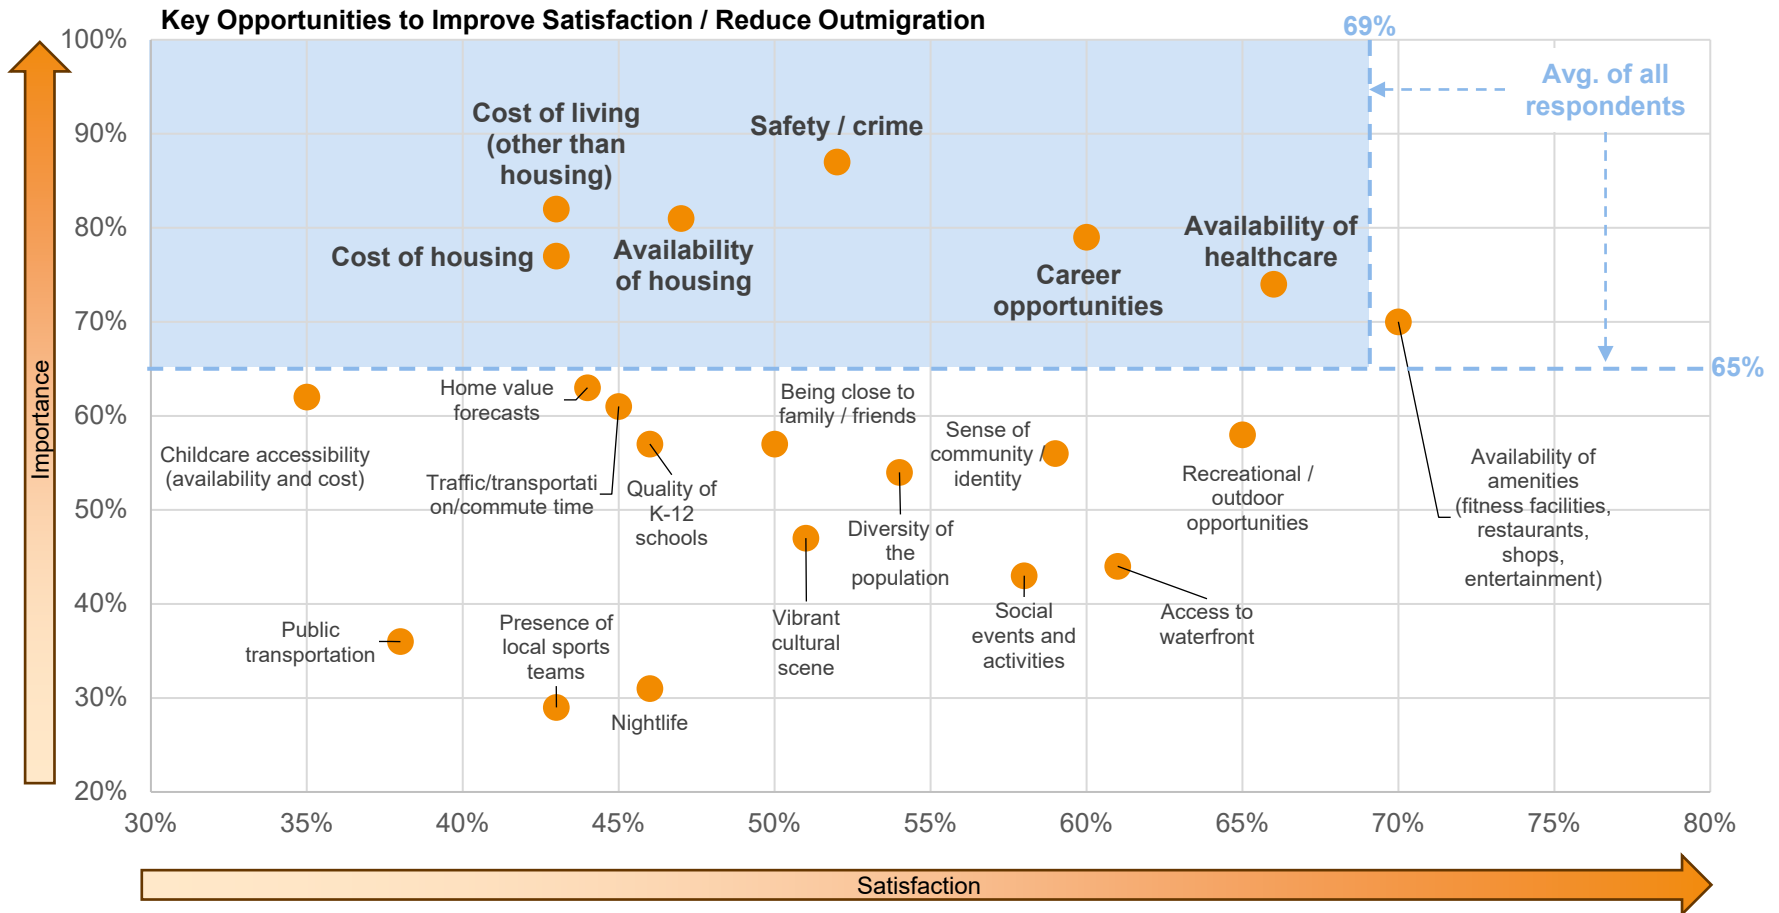 Key Opportunities to Improve Satisfaction / Reduce Outmigration
69%
100%
90%
80%
70%
60%
50%
40%
30%
20%
Importance
Avg. of all
respondents
65%
Cost of living
(other than
housing)
Safety / crime
Cost of housing
Availability
of housing
Career
opportunities
Availability of
healthcare
Home value
forecasts
Being close to
family / friends
Childcare accessibility
(availability and cost)
Traffic/transportati
on/commute time
Quality of
K-12
schools
Sense of
community /
identity
Recreational /
outdoor
opportunities
Availability of
amenities
(fitness facilities,
restaurants,
shops,
entertainment)
Diversity of
the
population
Public
transportation
Presence of
local sports
teams
Nightlife
Vibrant
cultural
scene
Social
events and
activities
Access to
waterfront
30%
35%
40%
45%
50%
55%
60%
65%
70%
75%
80%
Satisfaction